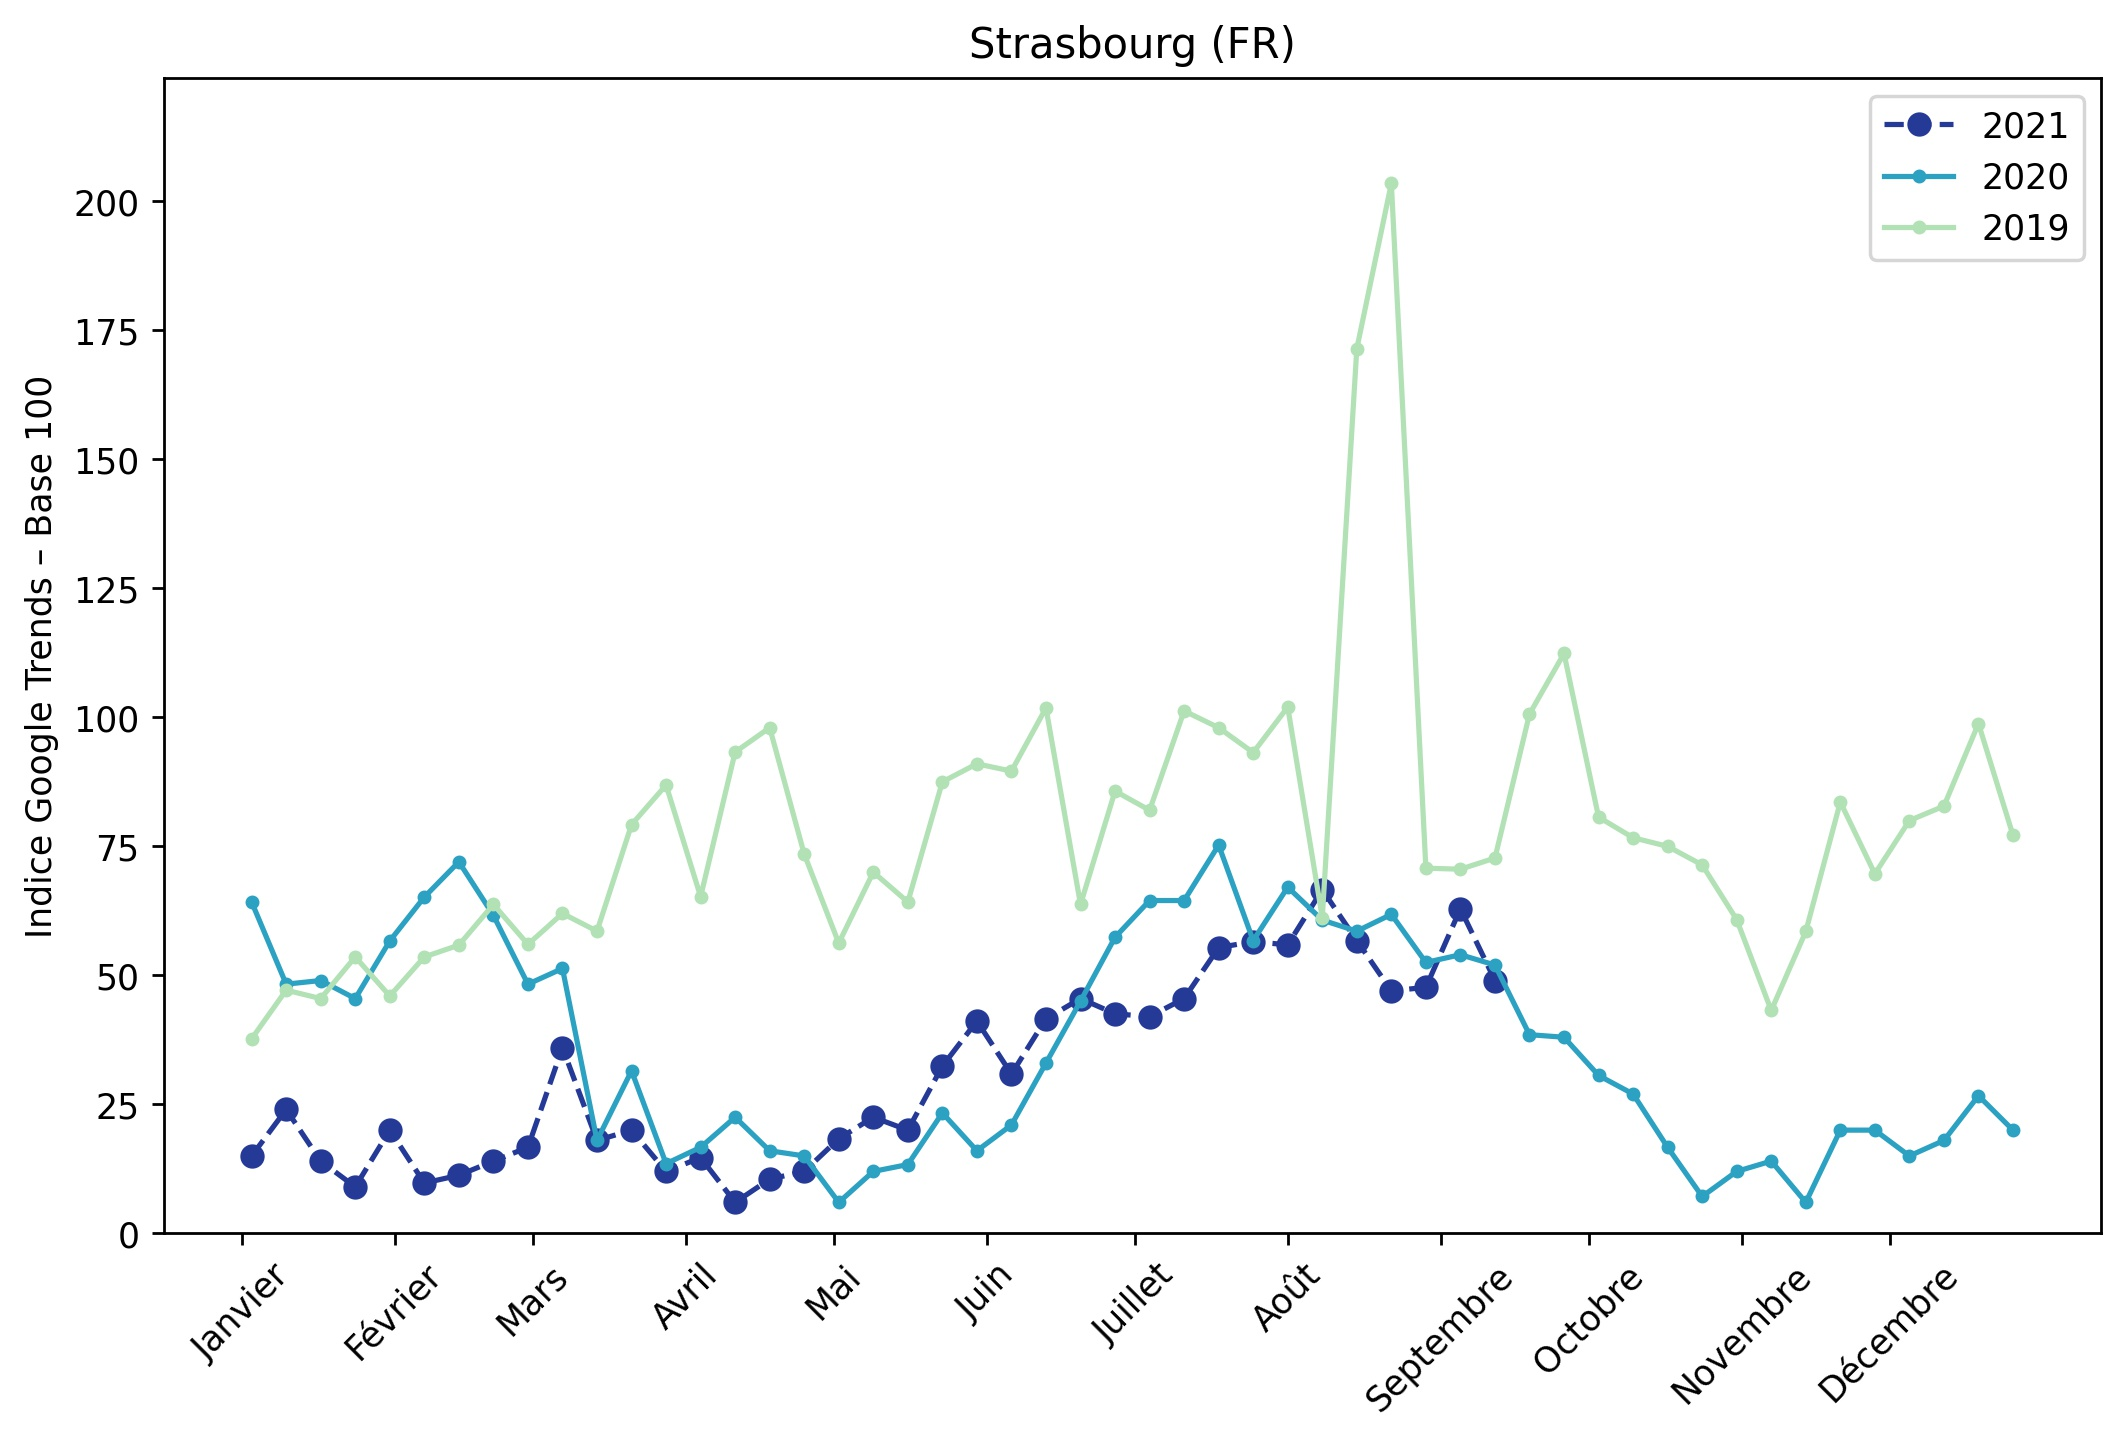 Strasbourg (FR)
Indice Google Trends – Base 100
200
175
150
125
100
75
50
25
0
2021
2020
2019
Janvier
Février
Mars
Avril
Mai
Juin
Juillet
Août
Septembre
Octobre
Novembre
Décembre